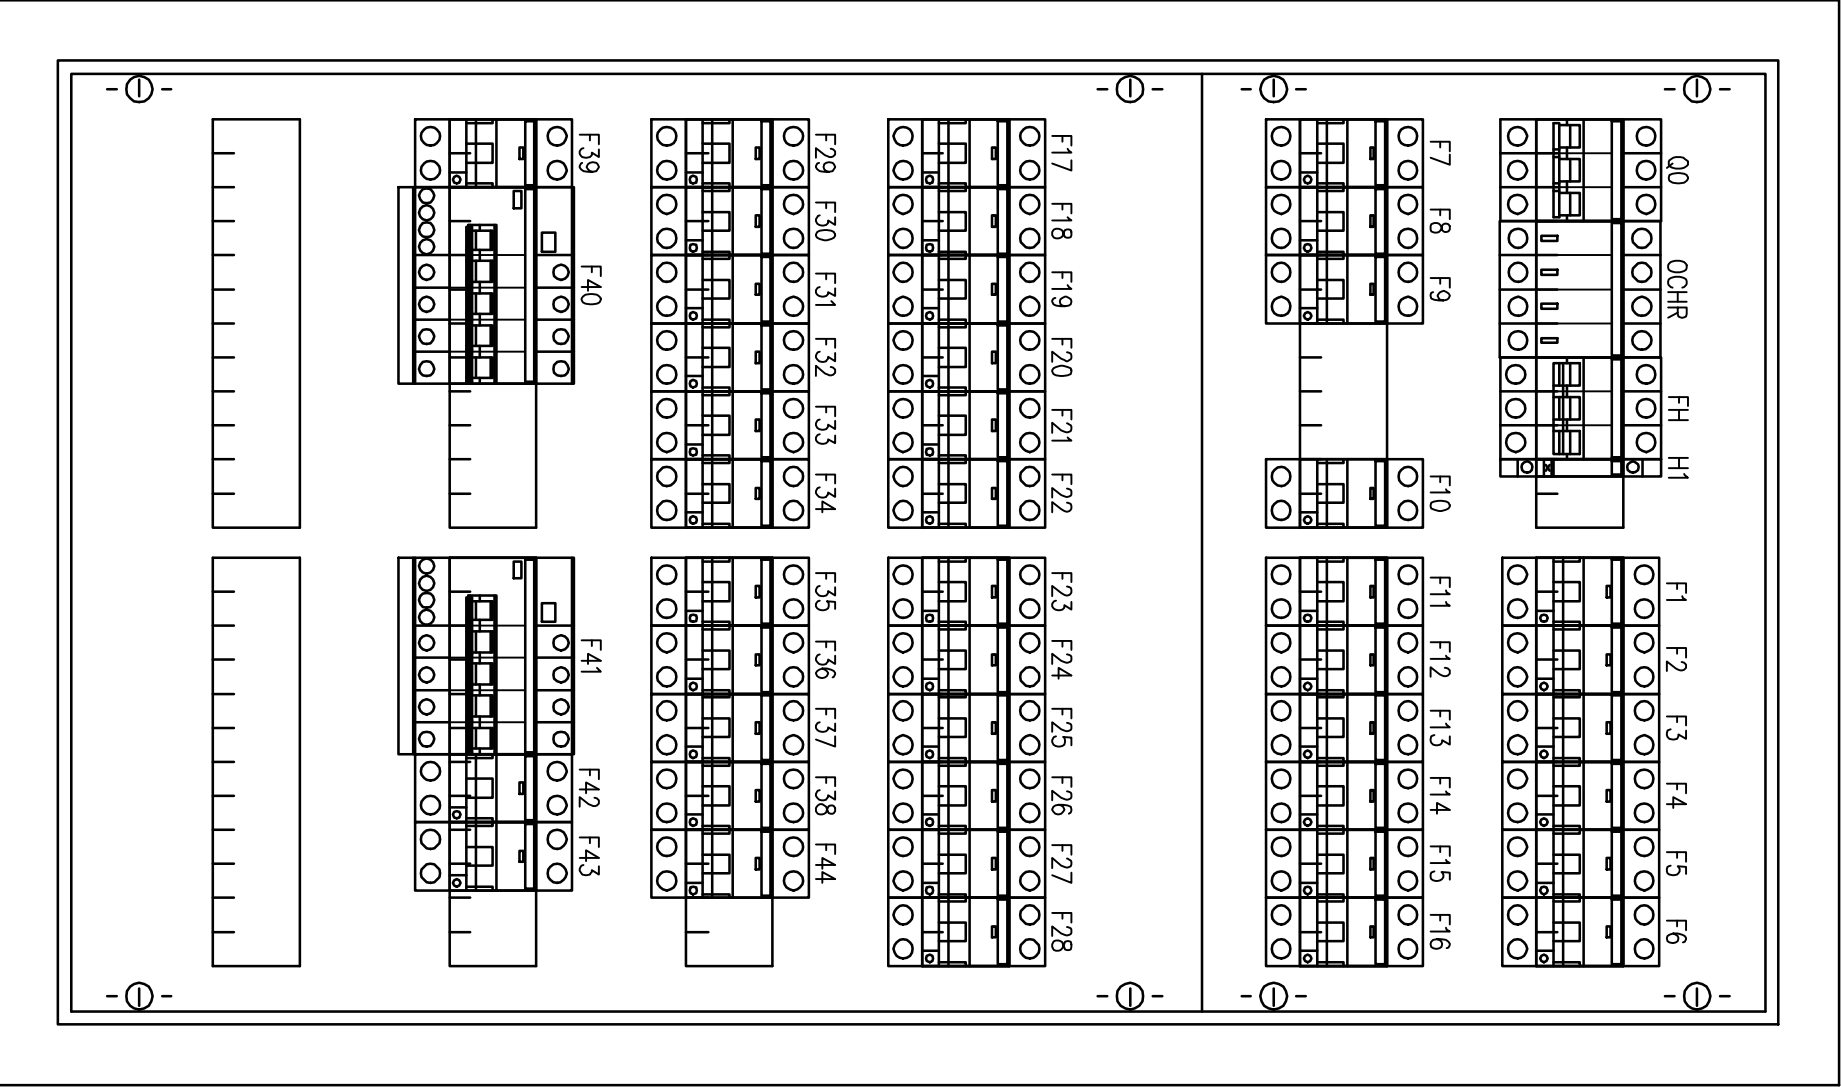 Q0 OCHR FH H1
F1 F2 F3 F4 F5 F6
F7 F8 F9 F10
F11 F12 F13 F14 F15 F16
F17 F18 F19 F20 F21 F22
F23 F24 F25 F26 F27 F28
F29 F30 F31 F32 F33 F34
F35 F36 F37 F38 F44
F39 F40
F41 F42 F43